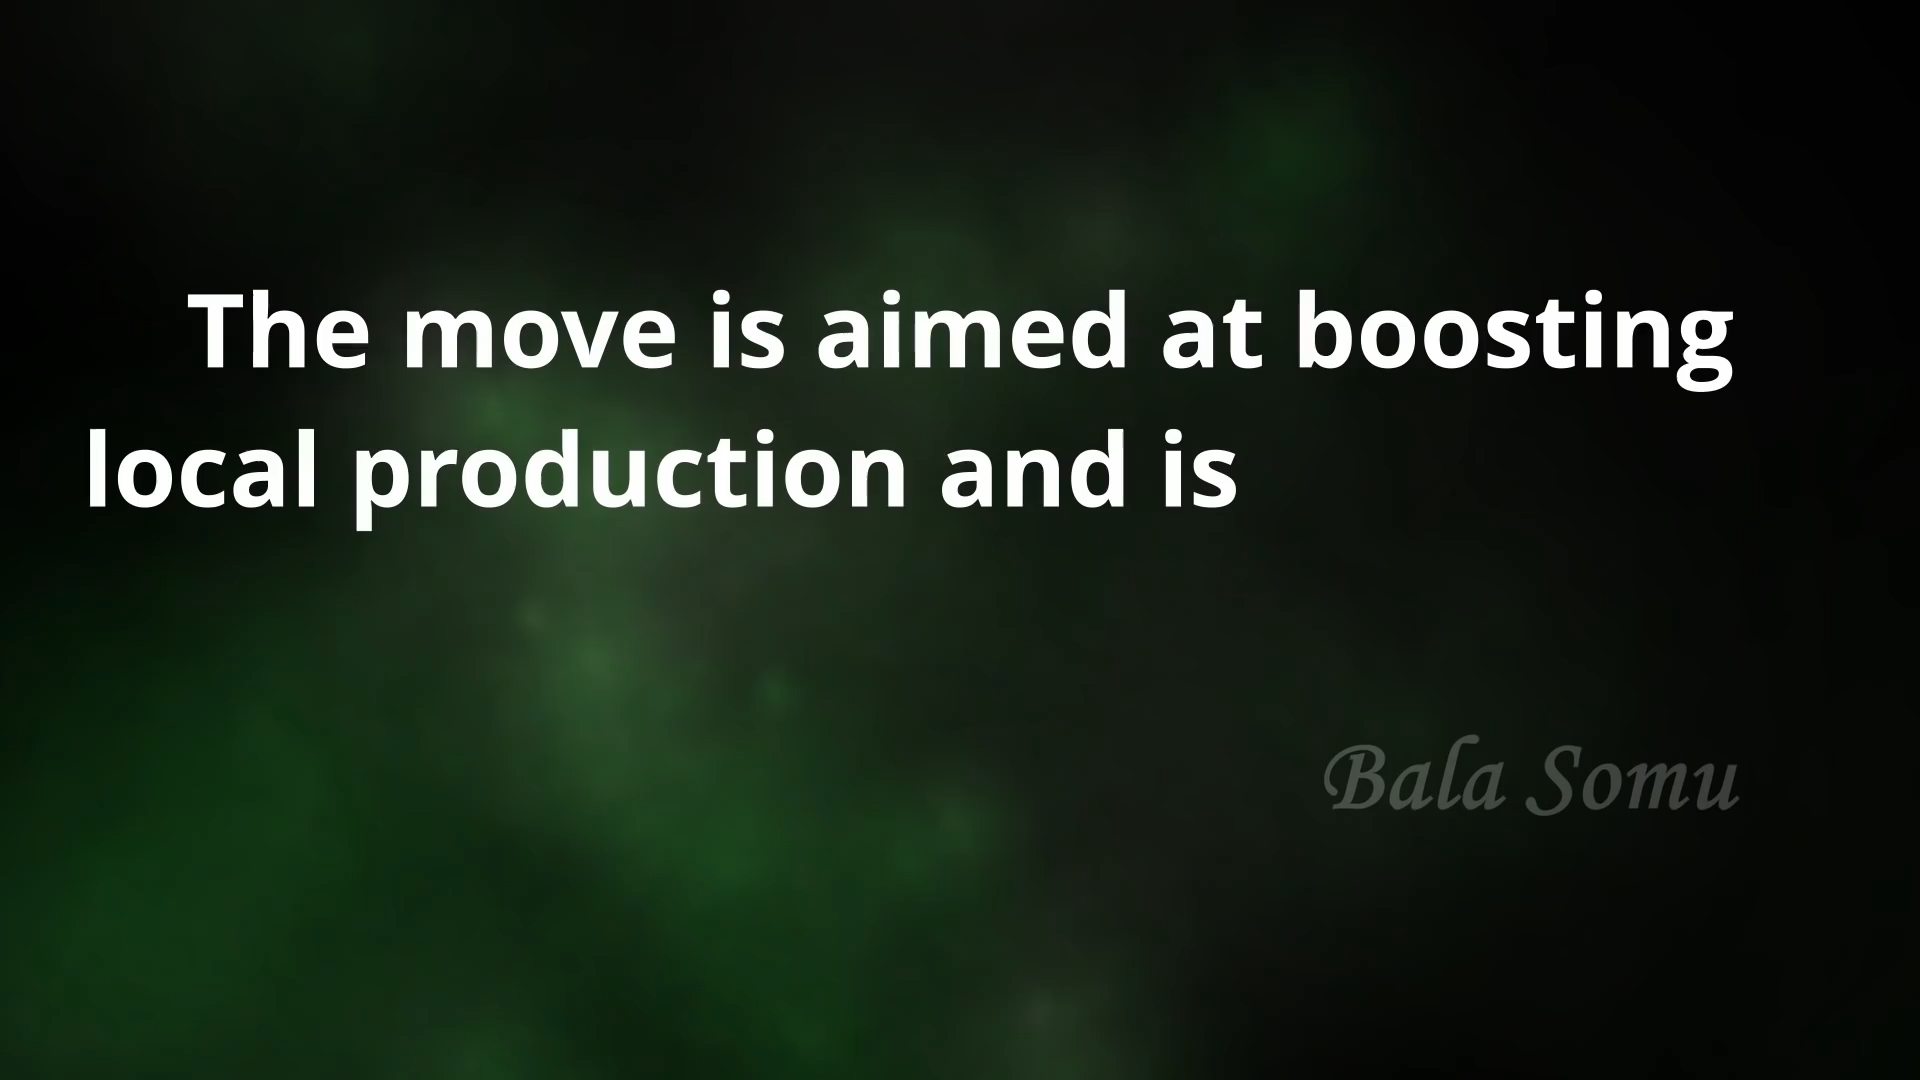 The move is aimed at boosting
local production and is
Bala Somu